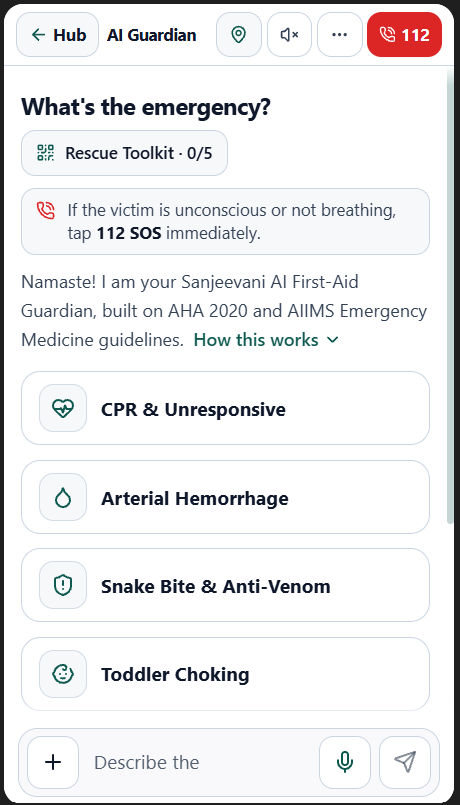 Hub AI Guardian 112
What's the emergency?
Rescue Toolkit · 0/5
If the victim is unconscious or not breathing,
tap 112 SOS immediately.
Namaste! I am your Sanjeevani AI First-Aid
Guardian, built on AHA 2020 and AIIMS Emergency
Medicine guidelines. How this works
CPR & Unresponsive
Arterial Hemorrhage
Snake Bite & Anti-Venom
Toddler Choking
Describe the